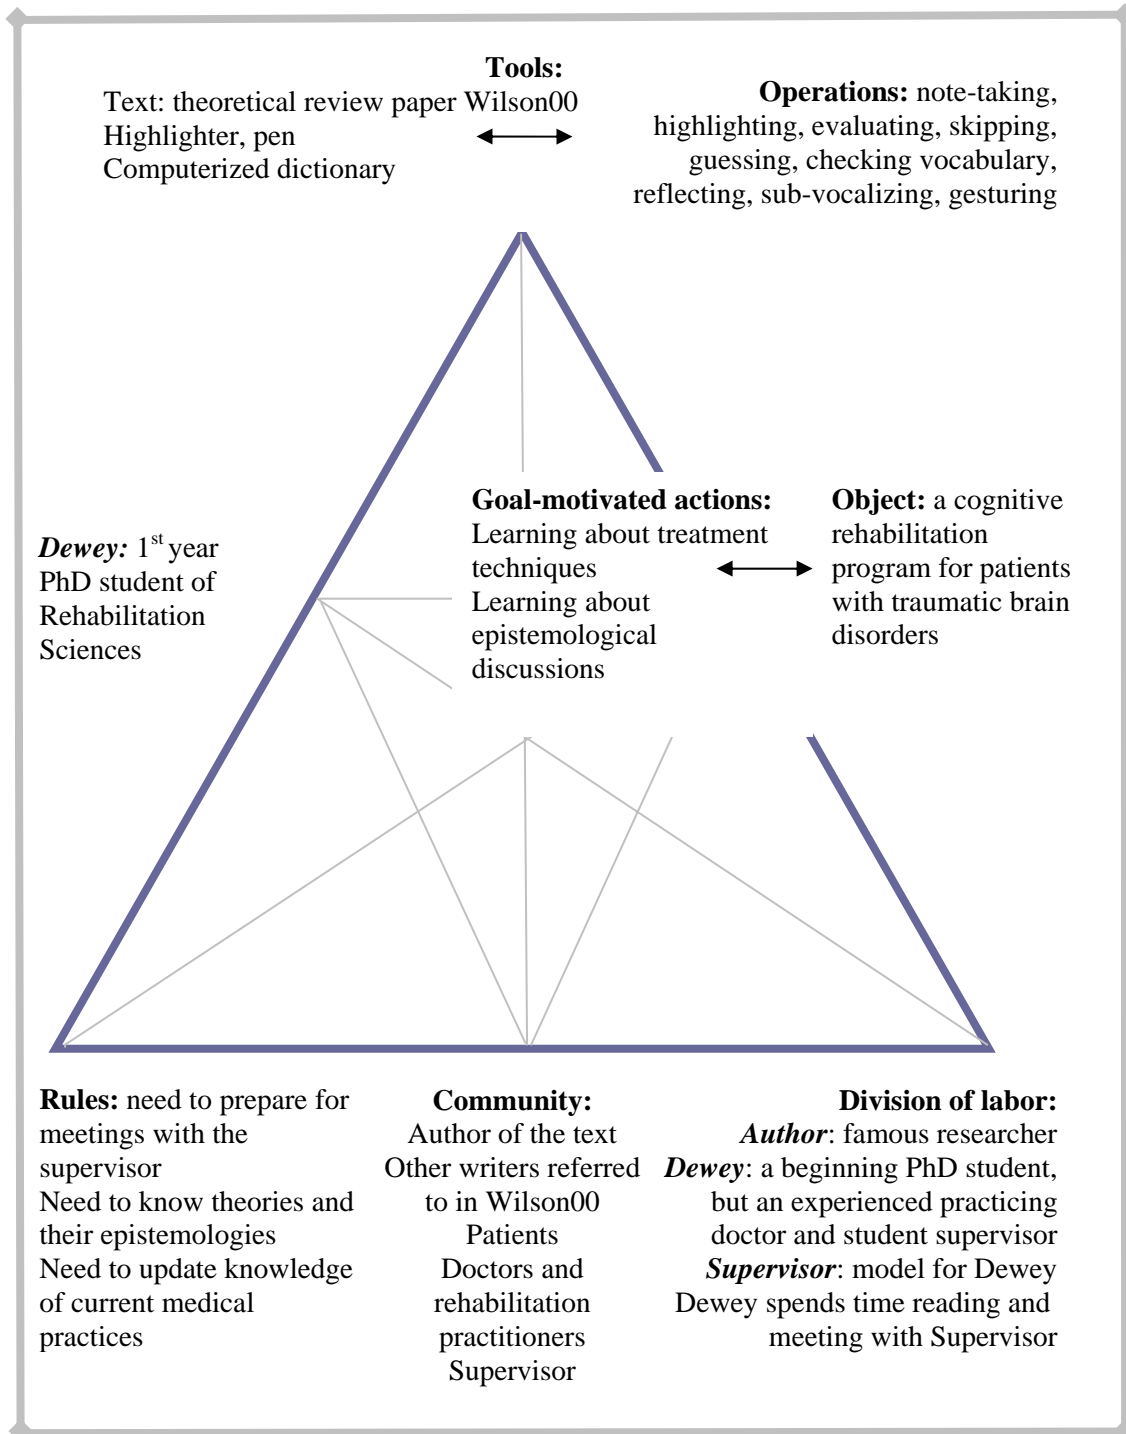 Tools:
Text: theoretical review paper Wilson00
Highlighter, pen
Computerized dictionary
Operations: note-taking,
highlighting, evaluating, skipping,
guessing, checking vocabulary,
reflecting, sub-vocalizing, gesturing
Dewey: 1st year
PhD student of
Rehabilitation
Sciences
Goal-motivated actions:
Learning about treatment
techniques
Learning about
epistemological
discussions
Object: a cognitive
rehabilitation
program for patients
with traumatic brain
disorders
Rules: need to prepare for
meetings with the
supervisor
Need to know theories and
their epistemologies
Need to update knowledge
of current medical
practices
Community:
Author of the text
Other writers referred
to in Wilson00
Patients
Doctors and
rehabilitation
practitioners
Supervisor
Division of labor:
Author: famous researcher
Dewey: a beginning PhD student,
but an experienced practicing
doctor and student supervisor
Supervisor: model for Dewey
Dewey spends time reading and
meeting with Supervisor